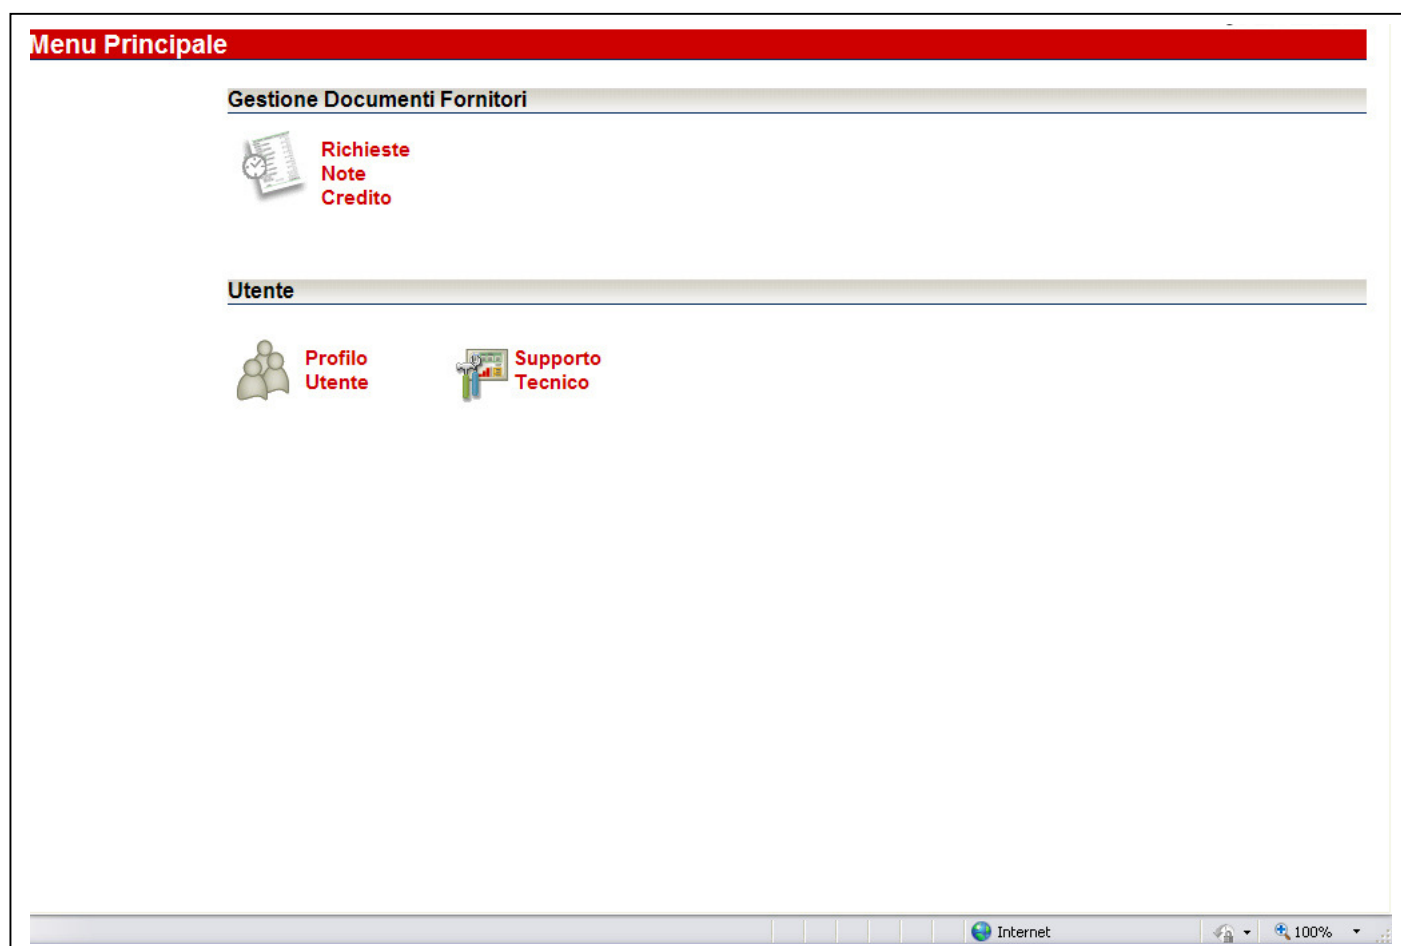 Menu Principale
Gestione Documenti Fornitori
Richieste
Note
Credito
Utente
Profilo
Utente
Supporto
Tecnico
Internet
100%